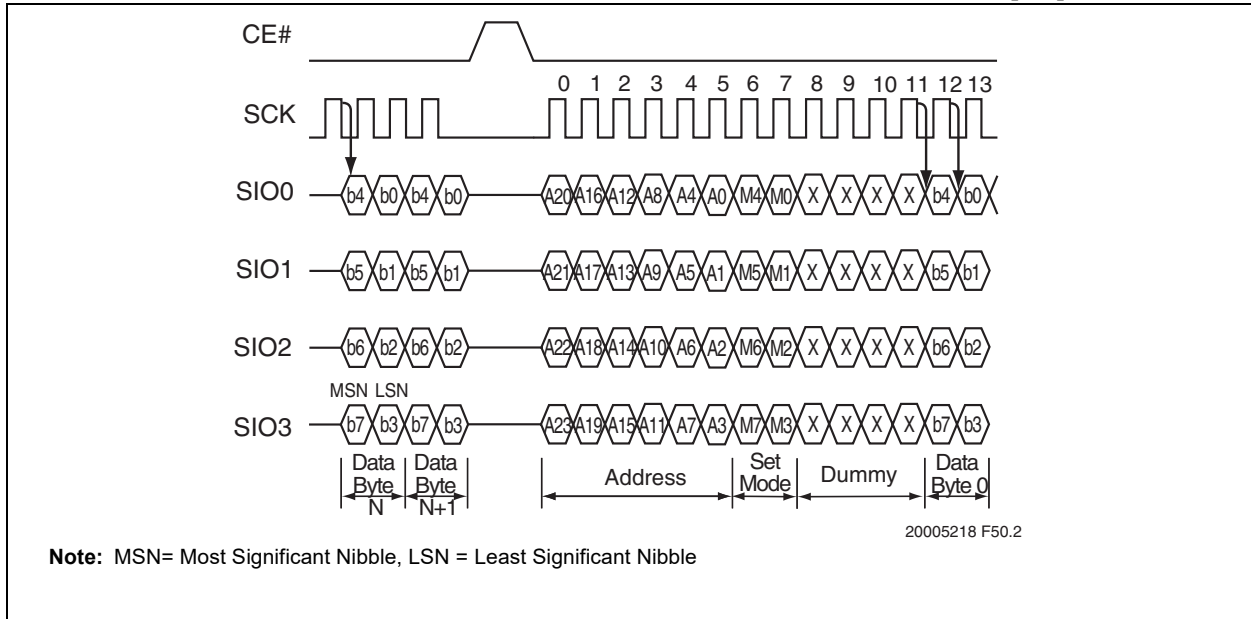 CE#
0 1 2 3 4 5 6 7 8 9 10 11 12 13
SCK
SIO0 b4 b0 b4 b0 A20 A16 A12 A8 A4 A0 M4 M0 X X X X b4 b0
SIO1 b5 b1 b5 b1 A21 A17 A13 A9 A5 A1 M5 M1 X X X X b5 b1
SIO2 b6 b2 b6 b2 A22 A18 A14 A10 A6 A2 M6 M2 X X X X b6 b2
MSN LSN
SIO3 b7 b3 b7 b3 A23 A19 A15 A11 A7 A3 M7 M3 X X X X b7 b3
Data Byte N
Data Byte N+1
Address
Set Mode
Dummy
Data Byte 0
20005218 F50.2
Note: MSN= Most Significant Nibble, LSN = Least Significant Nibble